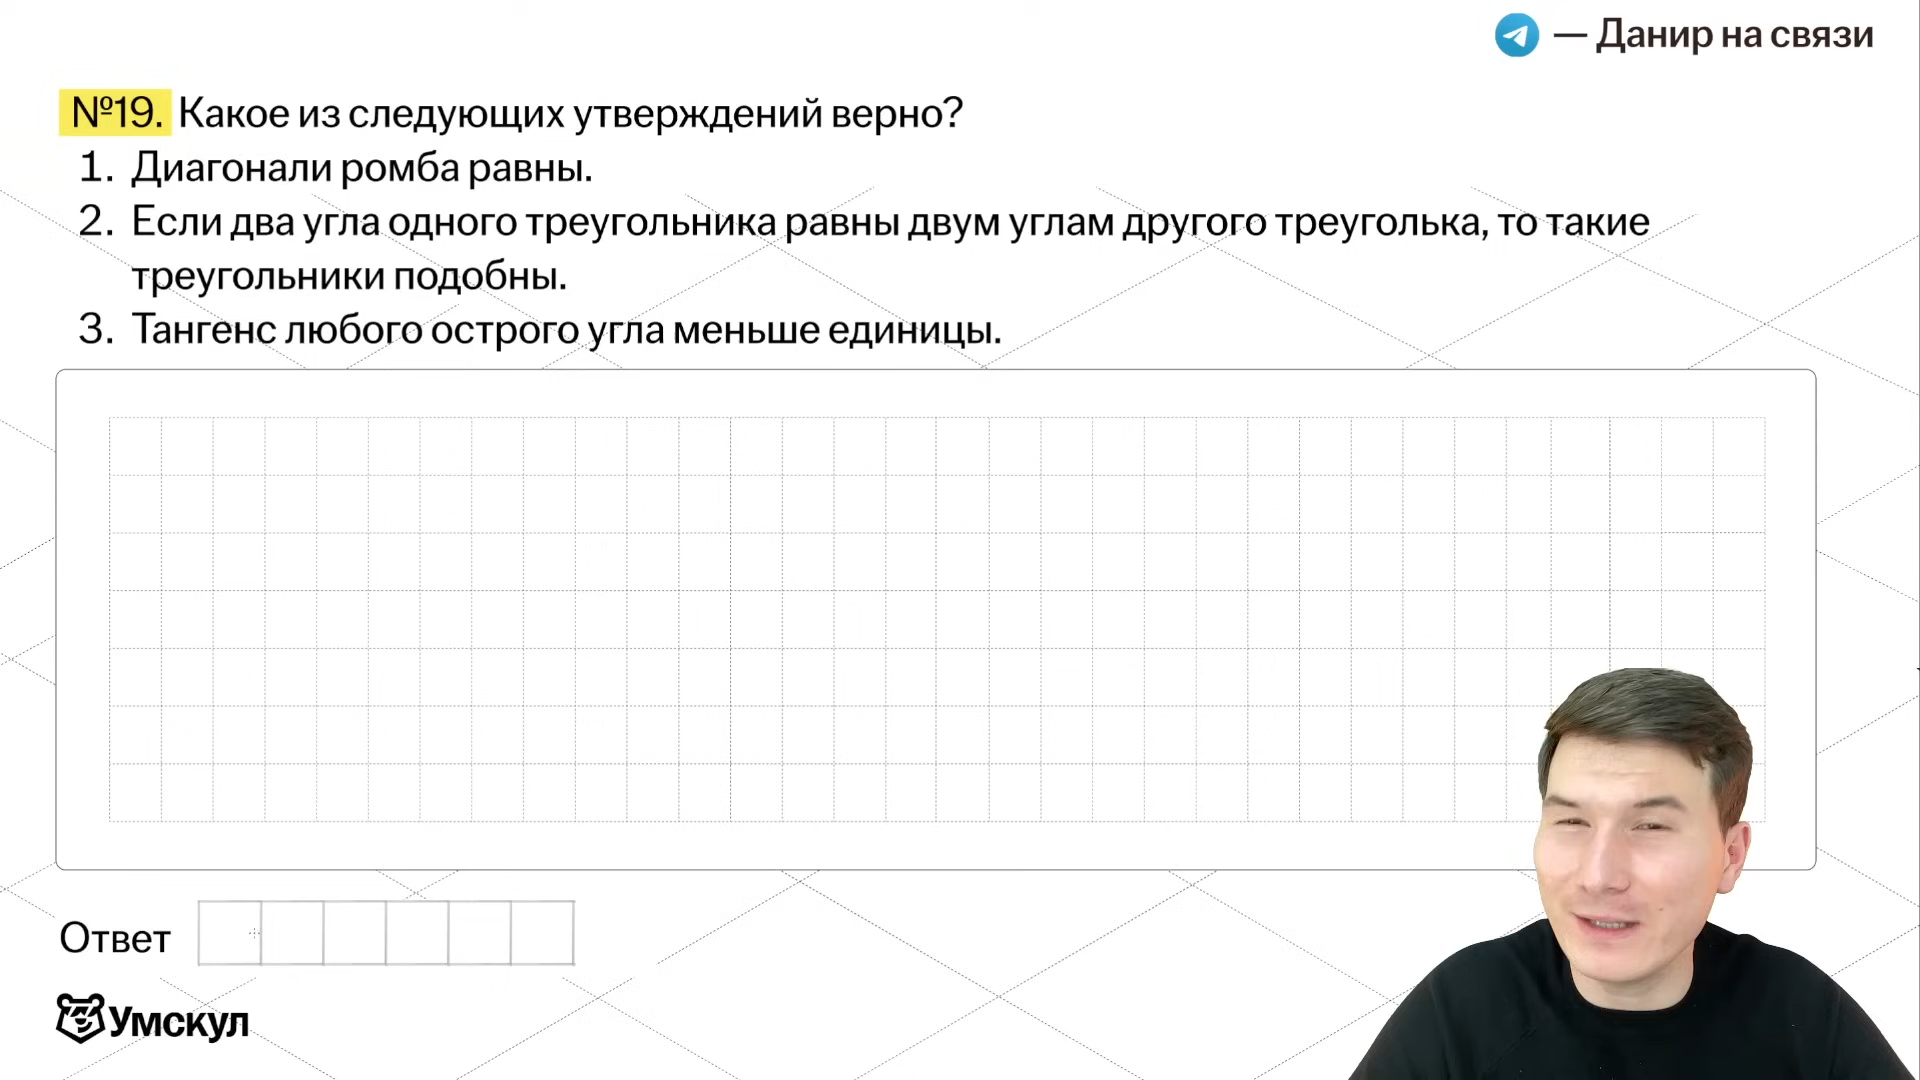 — Данир на связи
№19. Какое из следующих утверждений верно?
1. Диагонали ромба равны.
2. Если два угла одного треугольника равны двум углам другого треуголька, то такие
треугольники подобны.
3. Тангенс любого острого угла меньше единицы.
Ответ
Умскул